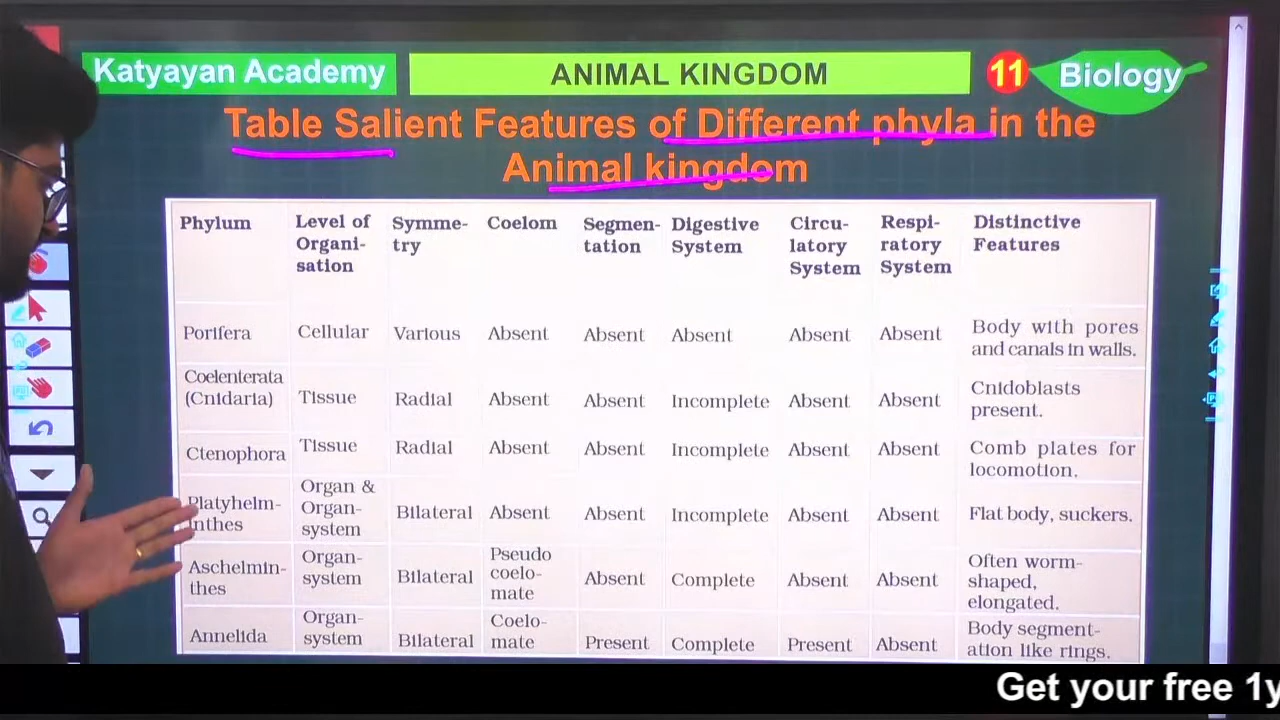 Katyayan Academy
ANIMAL KINGDOM
11
Biology
Table Salient Features of Different phyla in the
Animal kingdom
Phylum
Level of
Organi-
sation
Symme-
try
Coelom
Segmen-
tation
Digestive
System
Circu-
latory
System
Respi-
ratory
System
Distinctive
Features
Porifera
Cellular
Various
Absent
Absent
Absent
Absent
Absent
Body with pores
and canals in walls.
Coelenterata
(Cnidaria)
Tissue
Radial
Absent
Absent
Incomplete
Absent
Absent
Cnidoblasts
present.
Ctenophora
Tissue
Radial
Absent
Absent
Incomplete
Absent
Absent
Comb plates for
locomotion.
Platyhelm-
inthes
Organ &
Organ-
system
Bilateral
Absent
Absent
Incomplete
Absent
Absent
Flat body, suckers.
Aschelmin-
thes
Organ-
system
Bilateral
Pseudo
coelo-
mate
Absent
Complete
Absent
Absent
Often worm-
shaped,
elongated.
Annelida
Organ-
system
Bilateral
Coelo-
mate
Present
Complete
Present
Absent
Body segment-
ation like rings.
Get your free 1y